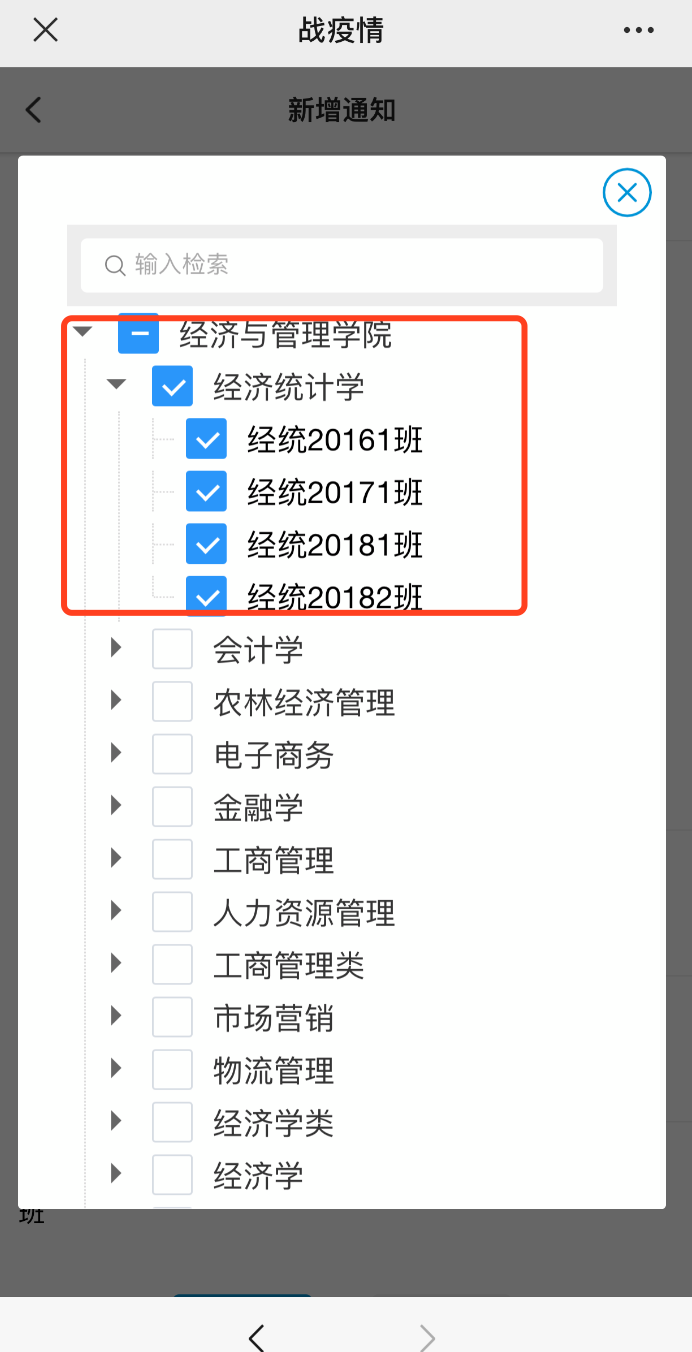 战疫情
新增通知
输入检索
经济与管理学院
经济统计学
经统20161班
经统20171班
经统20181班
经统20182班
会计学
农林经济管理
电子商务
金融学
工商管理
人力资源管理
工商管理类
市场营销
物流管理
经济学类
经济学
班